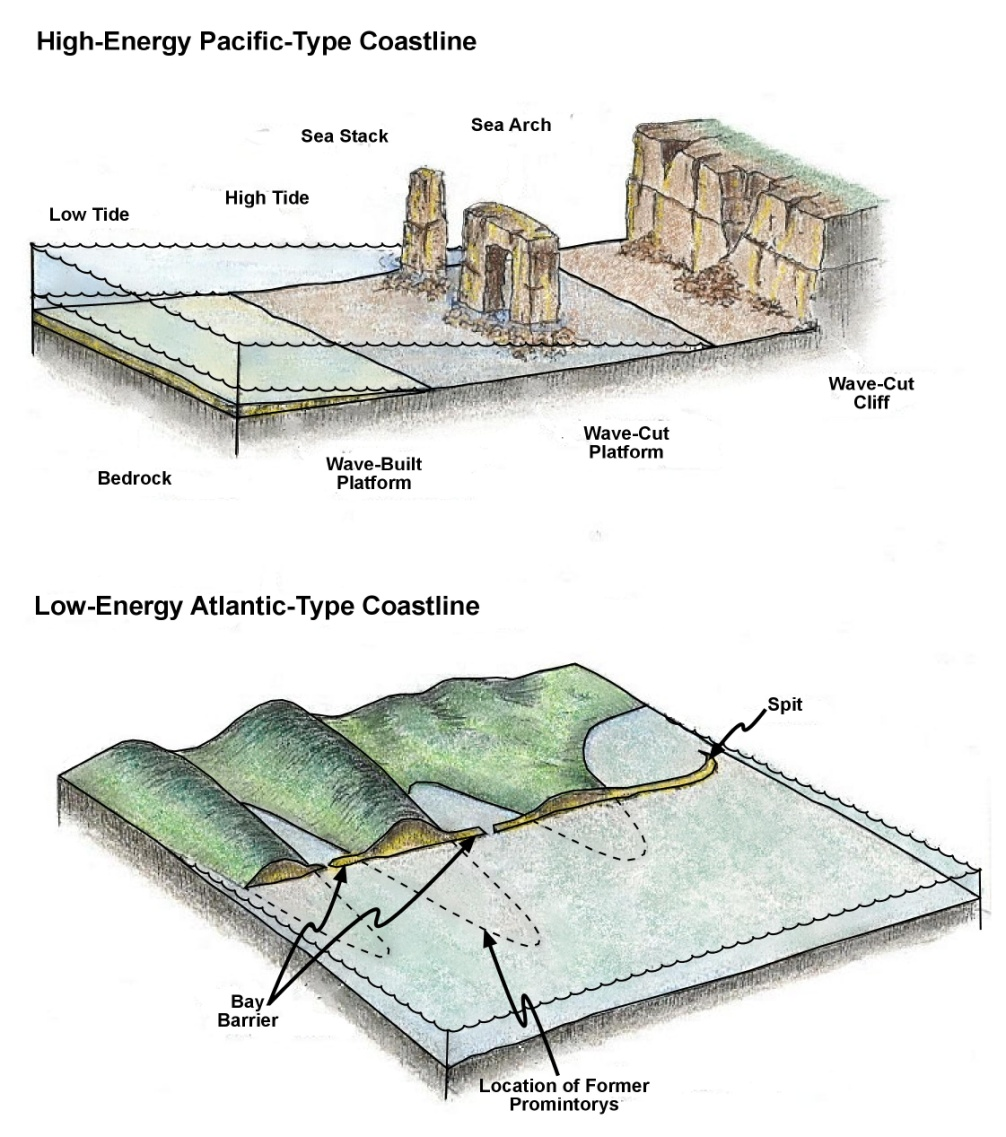 High-Energy Pacific-Type Coastline
Sea Stack
Sea Arch
High Tide
Low Tide
Wave-Cut
Cliff
Wave-Cut
Platform
Wave-Built
Platform
Bedrock
Low-Energy Atlantic-Type Coastline
Spit
Bay
Barrier
Location of Former
Promintorys